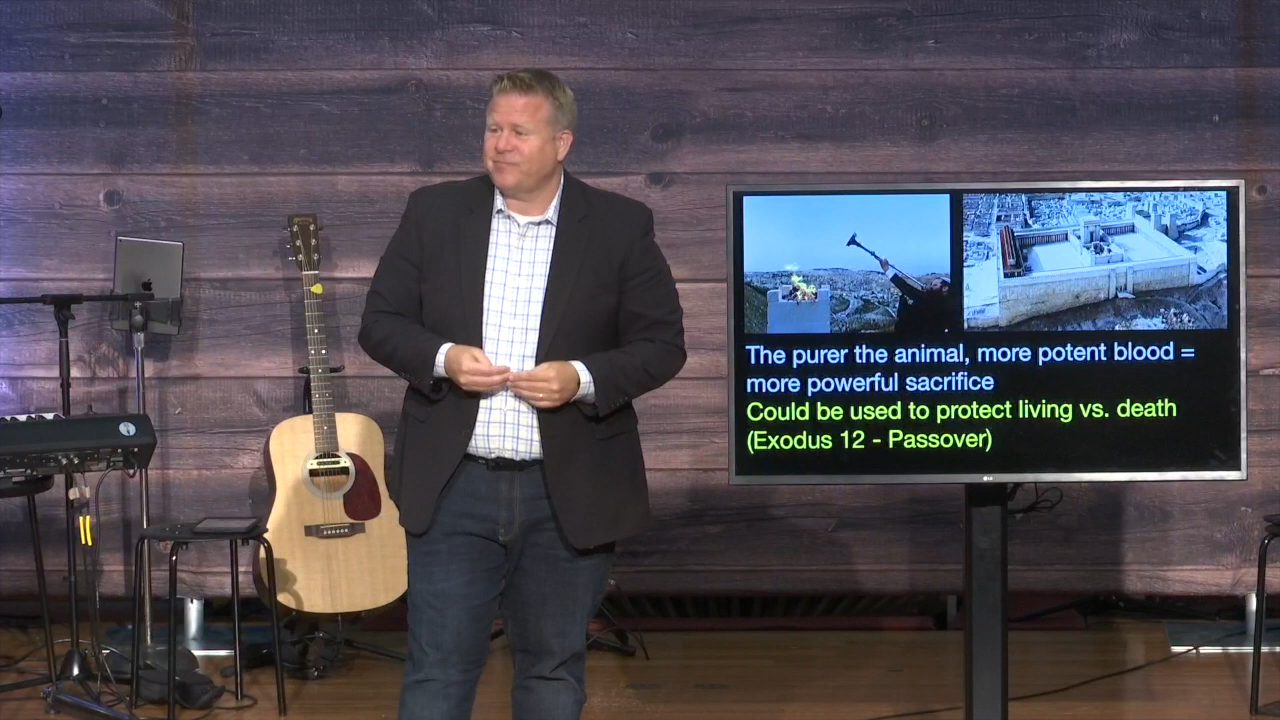 The purer the animal, more potent blood =
more powerful sacrifice
Could be used to protect living vs. death
(Exodus 12 - Passover)
LG